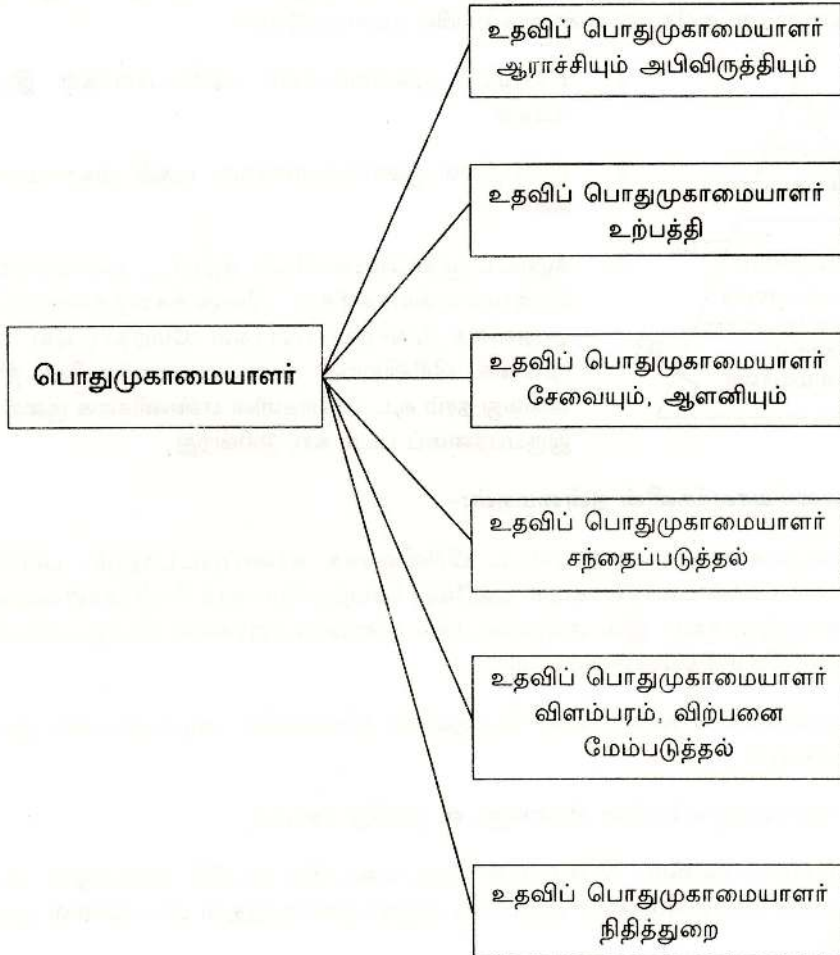 உதவிப் பொதுமுகாமையாளர்
ஆராச்சியும் அபிவிருத்தியும்
உதவிப் பொதுமுகாமையாளர்
உற்பத்தி
பொதுமுகாமையாளர்
உதவிப் பொதுமுகாமையாளர்
சேவையும், ஆளனியும்
உதவிப் பொதுமுகாமையாளர்
சந்தைப்படுத்தல்
உதவிப் பொதுமுகாமையாளர்
விளம்பரம், விற்பனை
மேம்படுத்தல்
உதவிப் பொதுமுகாமையாளர்
நிதித்துறை